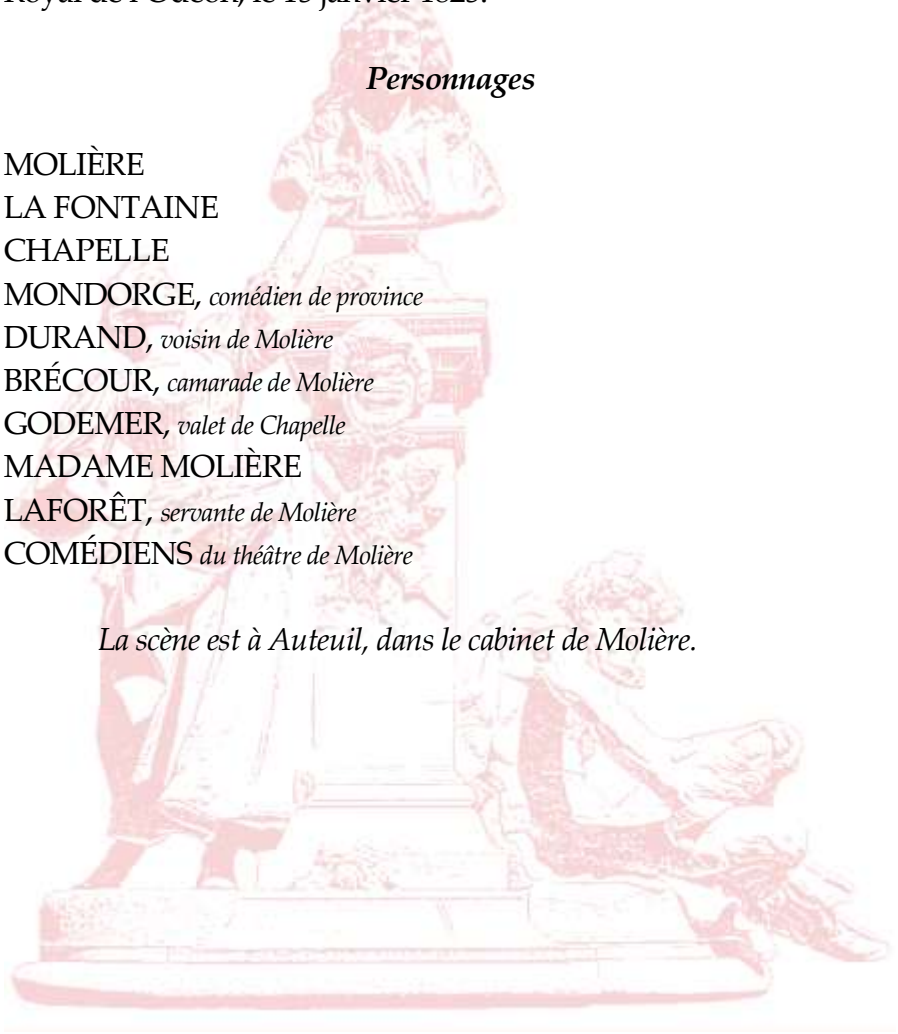 Royal de l'Odéon, le 15 janvier 1825.
Personnages
MOLIÈRE
LA FONTAINE
CHAPELLE
MONDORGE, comédien de province
DURAND, voisin de Molière
BRÉCOUR, camarade de Molière
GODEMER, valet de Chapelle
MADAME MOLIÈRE
LAFORÊT, servante de Molière
COMÉDIENS du théâtre de Molière
La scène est à Auteuil, dans le cabinet de Molière.